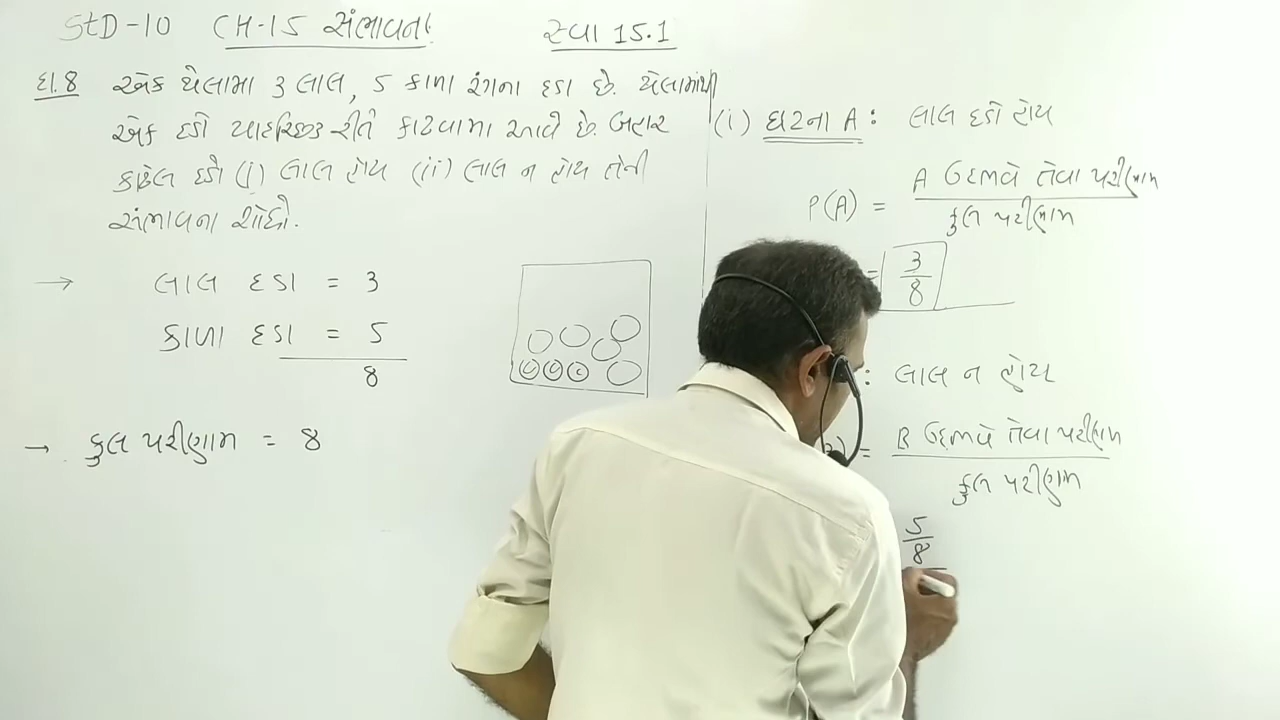 STD-10 CH-15 સંભાવના સ્વા 15.1
દા.8 એક થેલામા 3 લાલ, 5 કાળા રંગના દડા છે. થેલામાંથી
એક દડો યાદચ્છિક રીતે કાઢવામા આવે છે. બહાર
કાઢેલ દડો (i) લાલ હોય (ii) લાલ ન હોય તેની
સંભાવના શોધો.
→ લાલ દડા = 3
કાળા દડા = 5
8
→ કુલ પરીણામ = 8
(i) ઘટના A : લાલ દડો હોય
P(A) = A ઉદભવે તેવા પરીણામ
કુલ પરીણામ
= 3
8
: લાલ ન હોય
= B ઉદભવે તેવા પરીણામ
કુલ પરીણામ
5
8